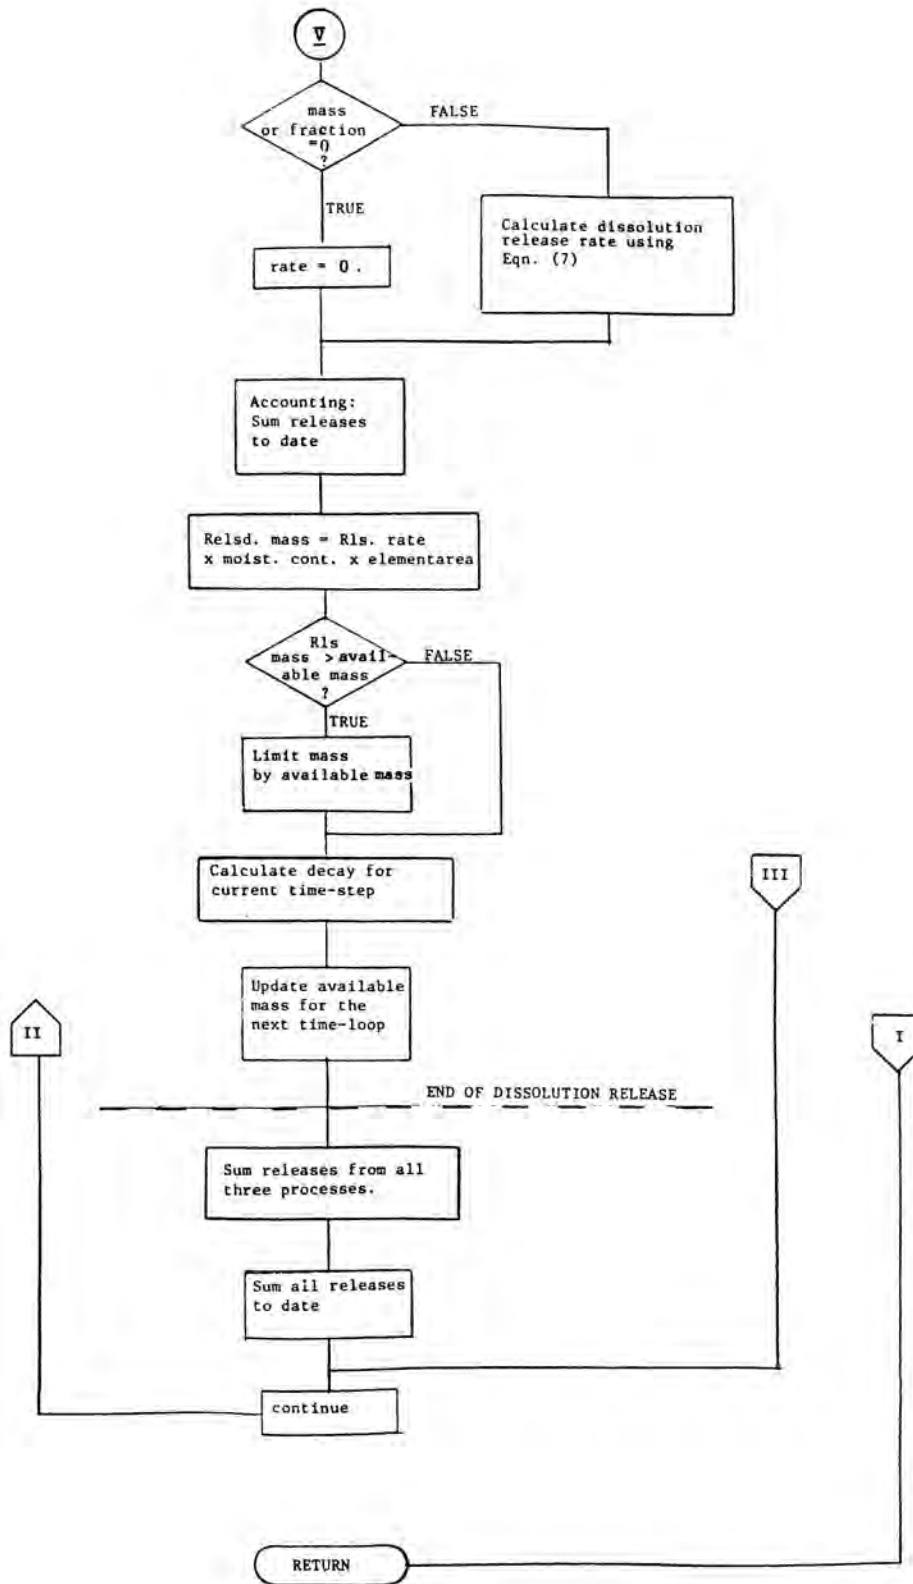 V
mass
or fraction
=0
?
FALSE
TRUE
Calculate dissolution
release rate using
Eqn. (7)
rate = 0.
Accounting:
Sum releases
to date
Relsd. mass = Rls. rate
x moist. cont. x elementarea
Rls
mass > avail-
able mass
?
FALSE
TRUE
Limit mass
by available mass
Calculate decay for
current time-step
III
Update available
mass for the
next time-loop
II
I
END OF DISSOLUTION RELEASE
Sum releases from all
three processes.
Sum all releases
to date
continue
RETURN